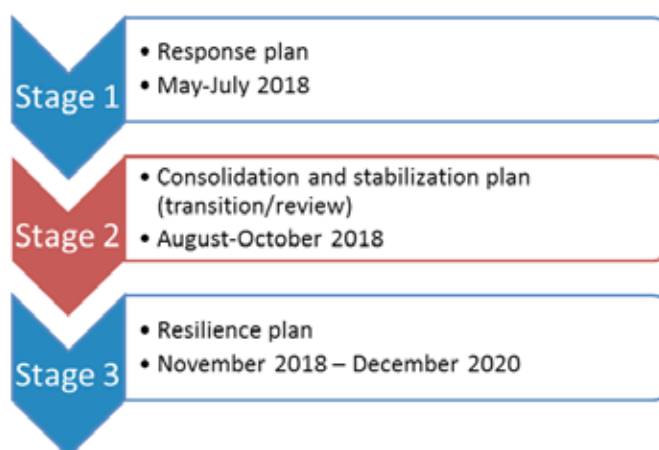 Stage 1
• Response plan
• May-July 2018
Stage 2
• Consolidation and stabilization plan
(transition/review)
• August-October 2018
Stage 3
• Resilience plan
• November 2018 – December 2020